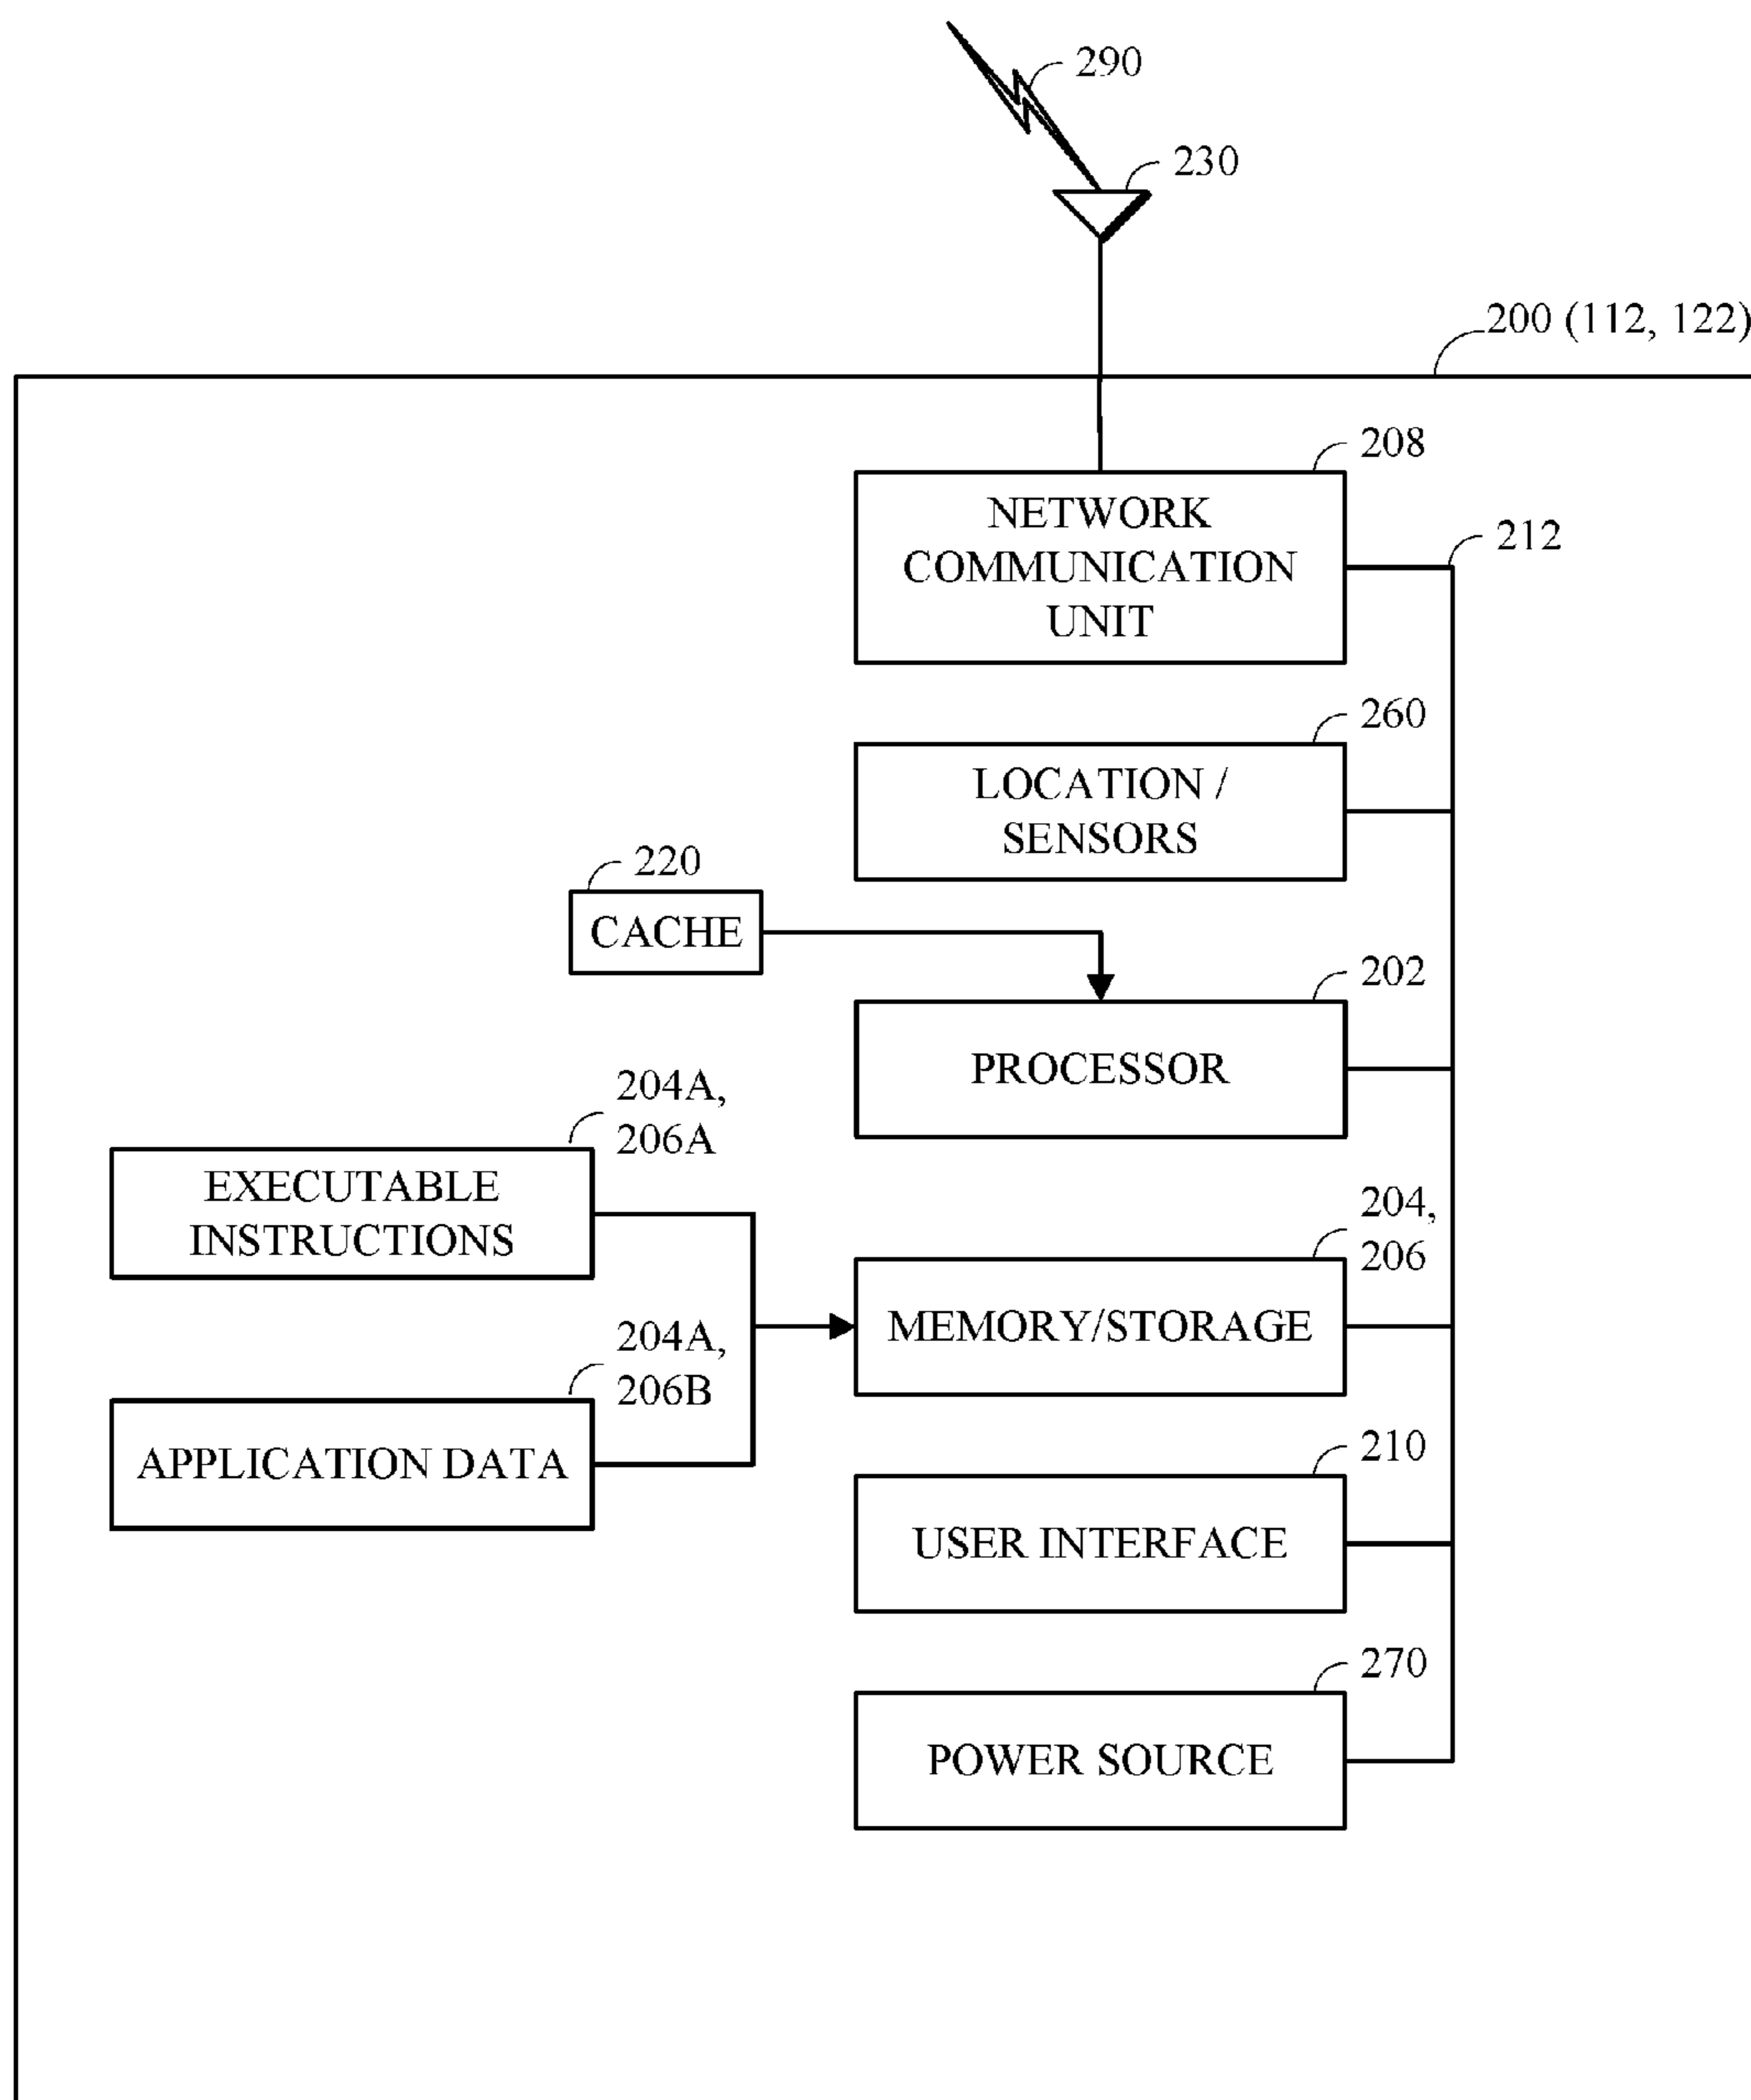 290
230
200 (112, 122)
208
NETWORK
COMMUNICATION
UNIT
212
260
LOCATION /
SENSORS
220
CACHE
202
PROCESSOR
204A,
206A
EXECUTABLE
INSTRUCTIONS
204,
206
MEMORY/STORAGE
204A,
206B
APPLICATION DATA
210
USER INTERFACE
270
POWER SOURCE